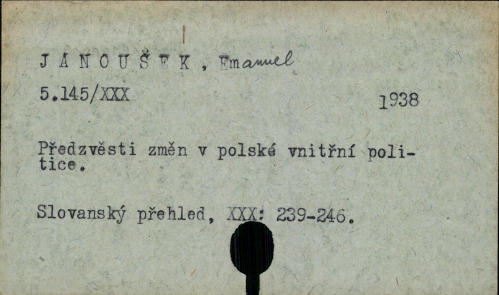 JANOUŠEK, Emanuel
5.145/XXX 1938
Předzvěsti změn v polské vnitřní poli-
tice.
Slovanský přehled, XXX: 239-246.